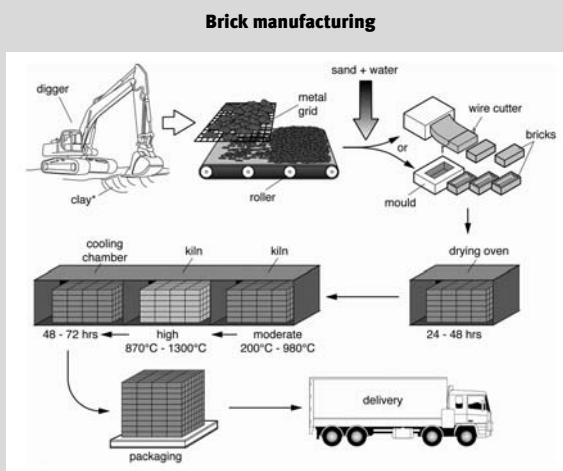 Brick manufacturing
digger
clay*
metal
grid
roller
sand + water
wire cutter
bricks
or
mould
drying oven
24 - 48 hrs
cooling
chamber
kiln
kiln
48 - 72 hrs
high
870°C - 1300°C
moderate
200°C - 980°C
packaging
delivery